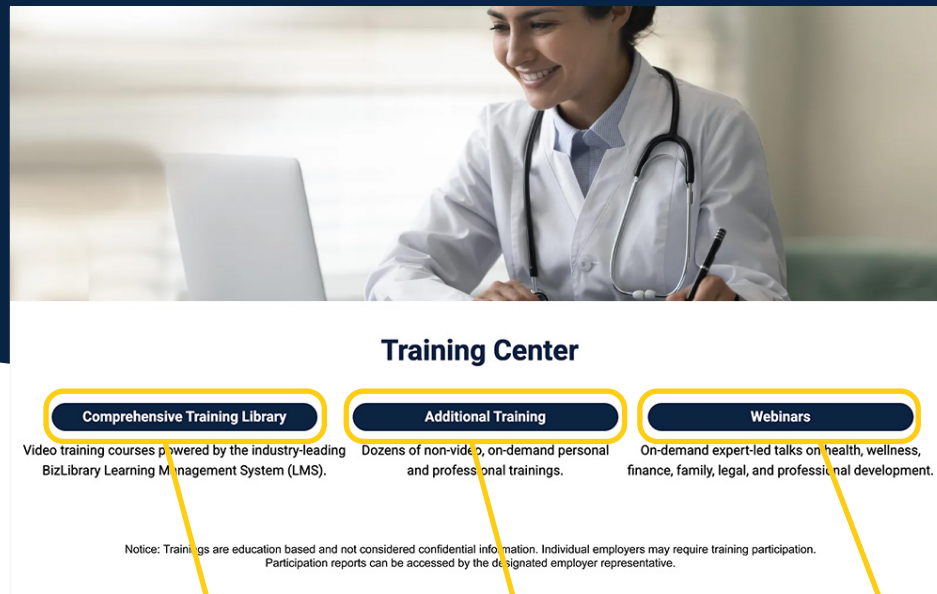 Training Center
Comprehensive Training Library
Additional Training
Webinars
Video training courses powered by the industry-leading
BizLibrary Learning Management System (LMS).
Dozens of non-video, on-demand personal
and professional trainings.
On-demand expert-led talks on health, wellness,
finance, family, legal, and professional development.
Notice: Trainings are education based and not considered confidential information. Individual employers may require training participation.
Participation reports can be accessed by the designated employer representative.